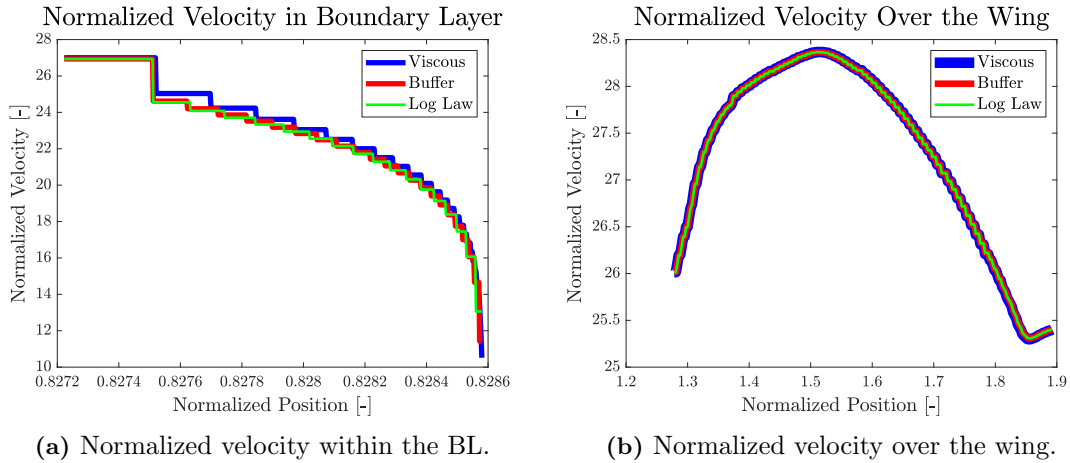 Normalized Velocity in Boundary Layer
28
26
24
22
20
18
16
14
12
10
Normalized Velocity [-]
Viscous
Buffer
Log Law
0.8272 0.8274 0.8276 0.8278 0.828 0.8282 0.8284 0.8286
Normalized Position [-]
(a) Normalized velocity within the BL.
Normalized Velocity Over the Wing
28.5
28
27.5
27
26.5
26
25.5
25
Normalized Velocity [-]
Viscous
Buffer
Log Law
1.2 1.3 1.4 1.5 1.6 1.7 1.8 1.9
Normalized Position [-]
(b) Normalized velocity over the wing.